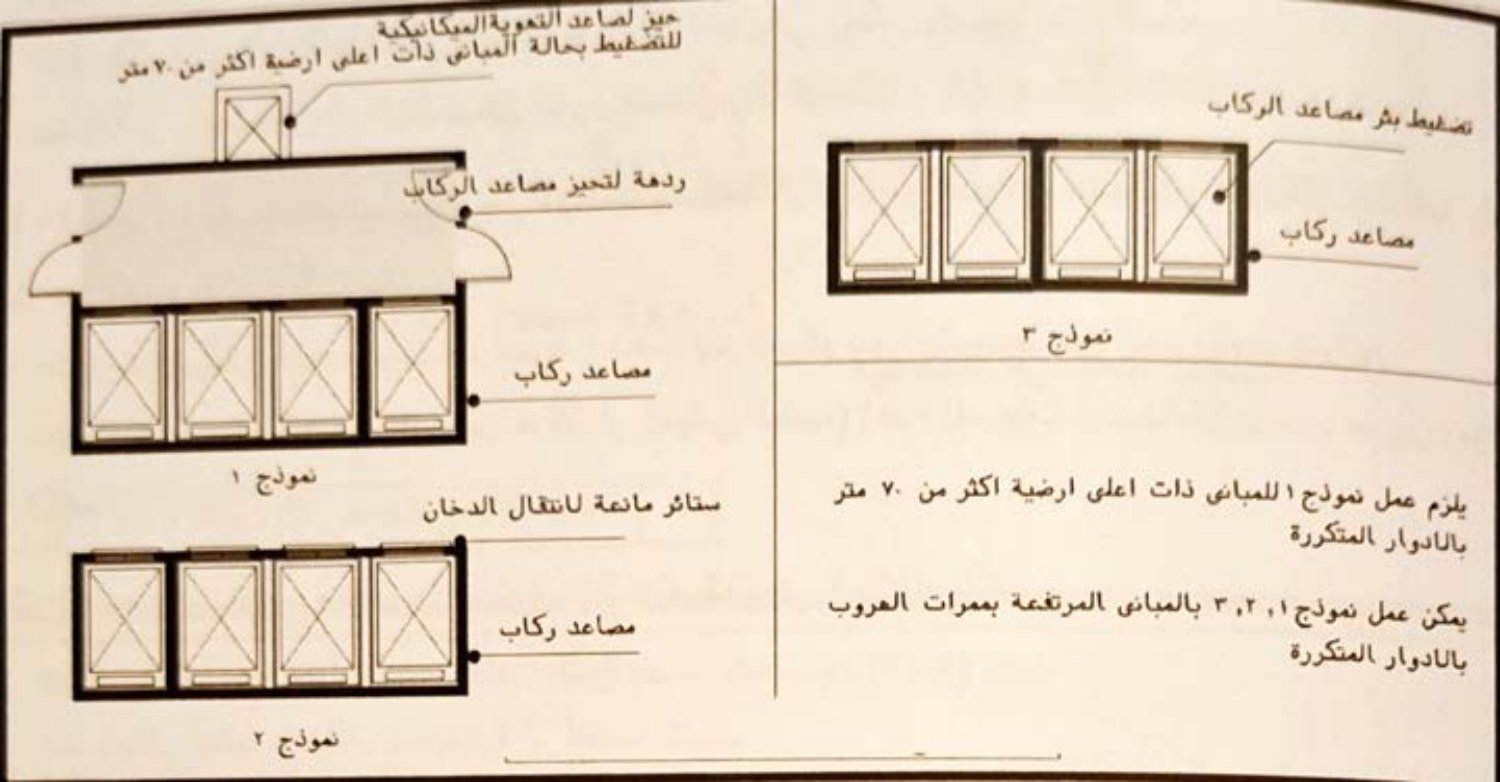 حيز لصاعد التهوية الميكانيكية
للتضغيط بحالة المبانى ذات اعلى ارضية اكثر من ٧٠ متر
ردهة لتحيز مصاعد الركاب
مصاعد ركاب
نموذج ١
ستائر مانعة لانتقال الدخان
مصاعد ركاب
نموذج ٢
تضغيط بئر مصاعد الركاب
مصاعد ركاب
نموذج ٣
يلزم عمل نموذج ١ للمبانى ذات اعلى ارضية اكثر من ٧٠ متر
بالادوار المتكررة
يمكن عمل نموذج ١, ٢, ٣ بالمبانى المرتفعة بممرات الهروب
بالادوار المتكررة